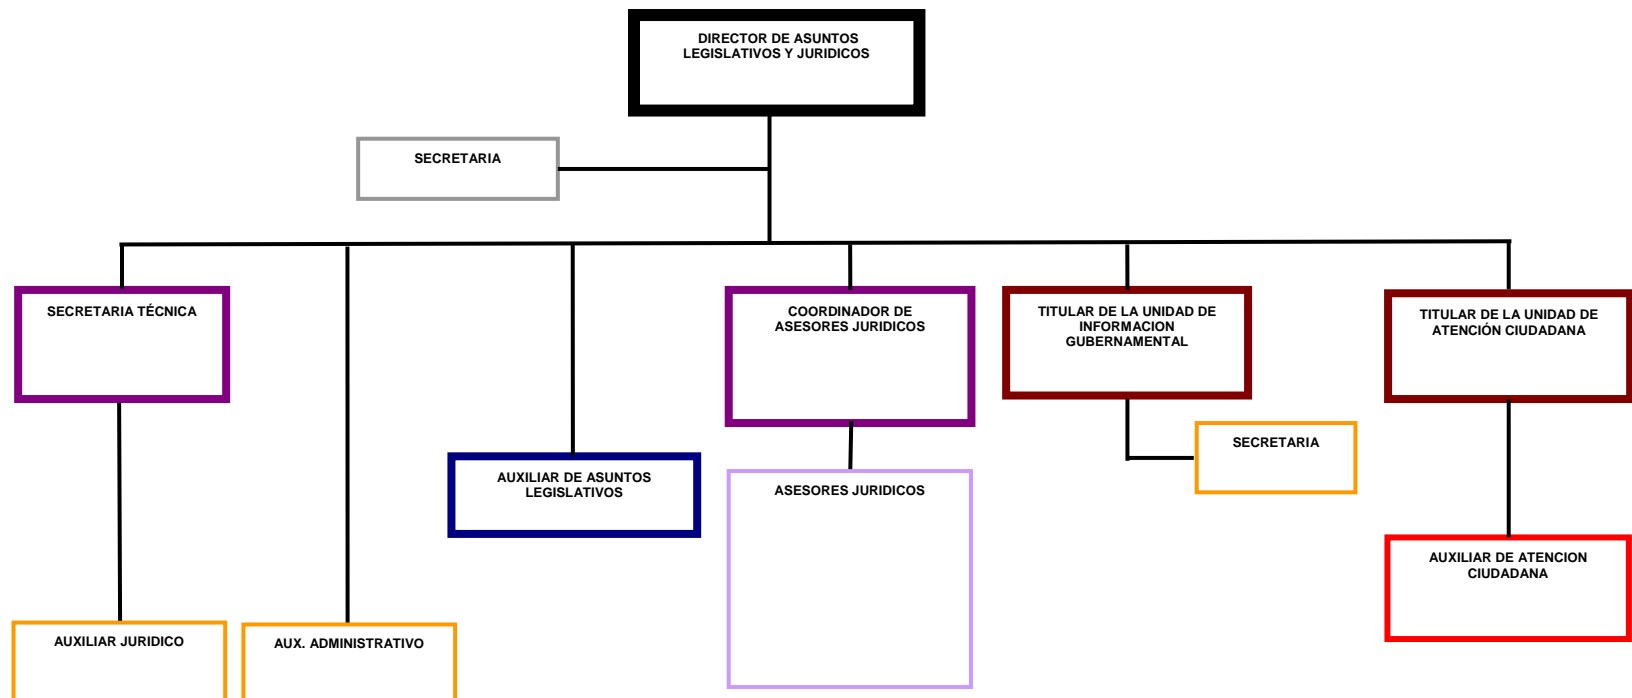 DIRECTOR DE ASUNTOS
LEGISLATIVOS Y JURIDICOS
SECRETARIA
SECRETARIA TÉCNICA
COORDINADOR DE
ASESORES JURIDICOS
TITULAR DE LA UNIDAD DE
INFORMACION
GUBERNAMENTAL
TITULAR DE LA UNIDAD DE
ATENCIÓN CIUDADANA
SECRETARIA
AUXILIAR DE ASUNTOS
LEGISLATIVOS
ASESORES JURIDICOS
AUXILIAR DE ATENCION
CIUDADANA
AUXILIAR JURIDICO
AUX. ADMINISTRATIVO